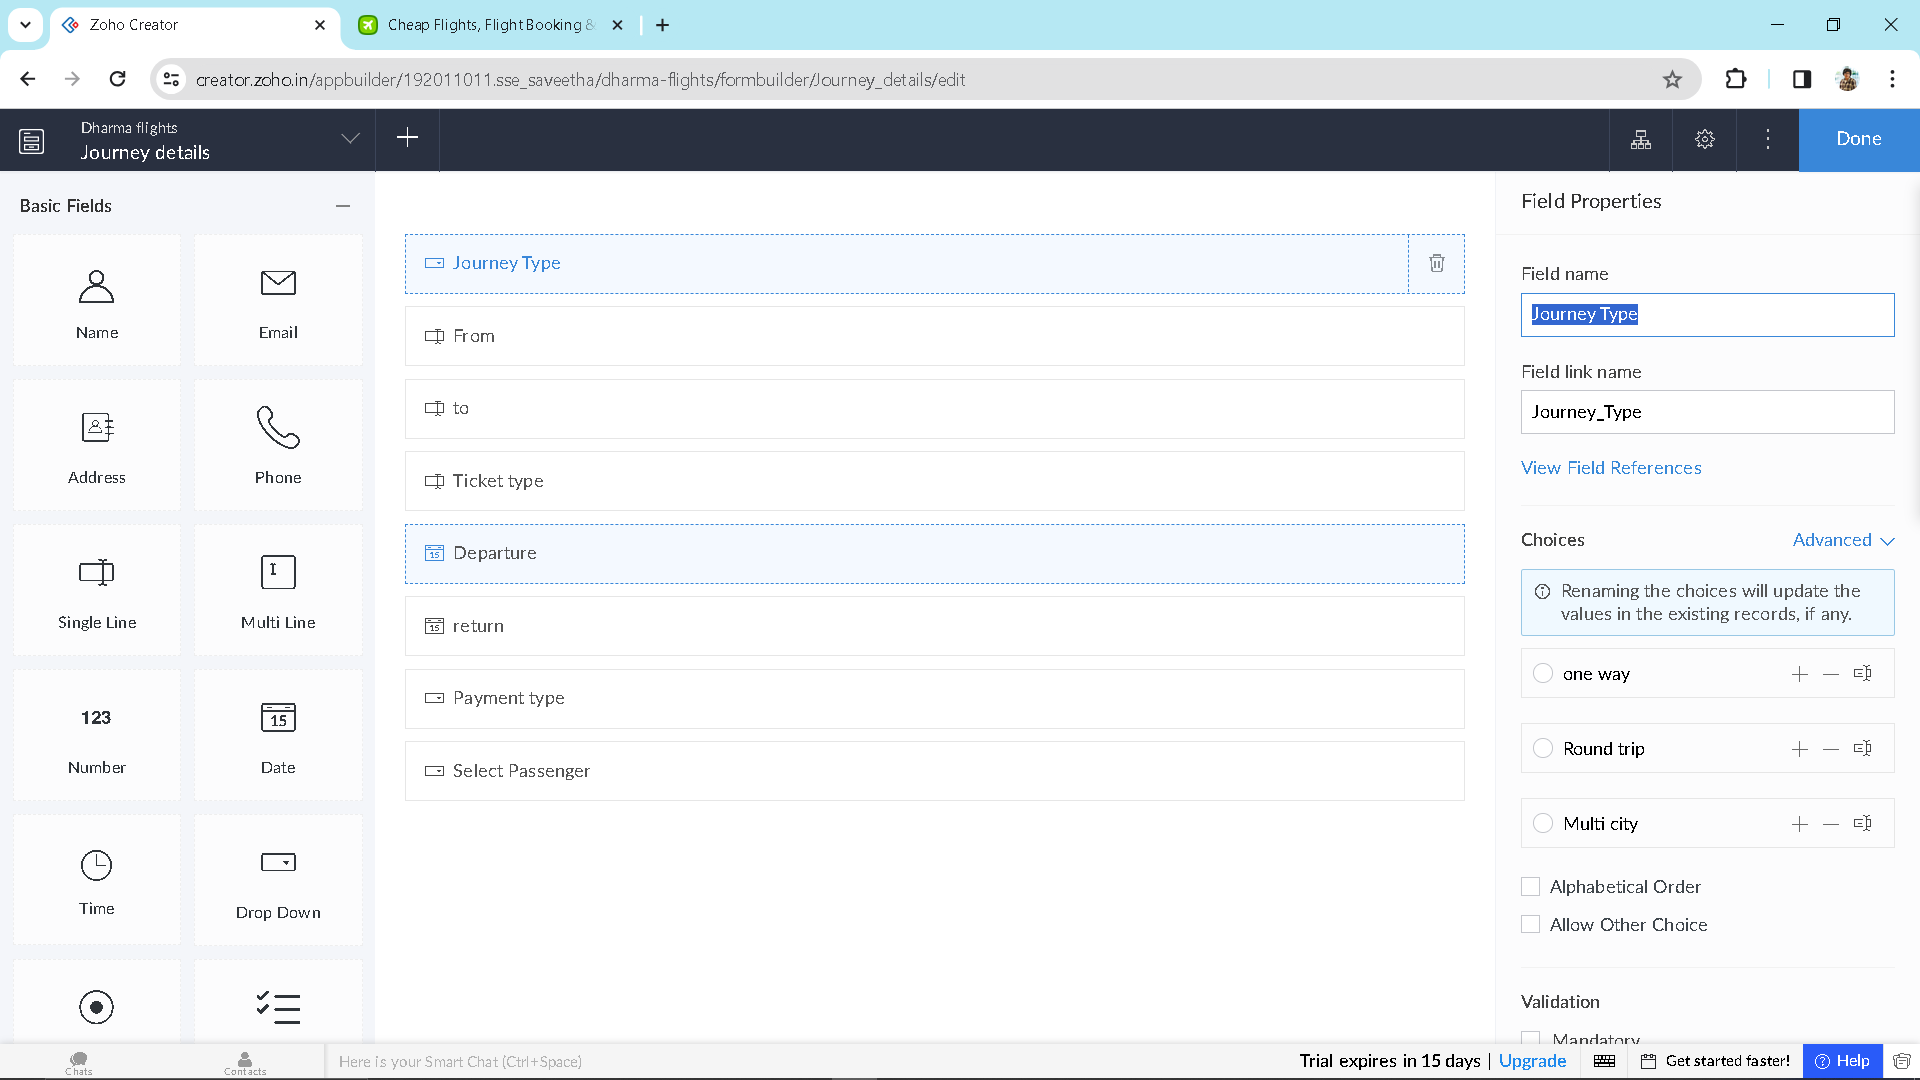 Zoho Creator
Cheap Flights, Flight Booking &
creator.zoho.in/appbuilder/192011011.sse_saveetha/dharma-flights/formbuilder/Journey_details/edit
Dharma flights
Journey details
Done
Basic Fields
Name
Email
Address
Phone
Single Line
Multi Line
123
Number
15
Date
Time
Drop Down
Journey Type
From
to
Ticket type
15 Departure
15 return
Payment type
Select Passenger
Field Properties
Field name
Journey Type
Field link name
Journey_Type
View Field References
Choices
Advanced
Renaming the choices will update the
values in the existing records, if any.
one way
Round trip
Multi city
Alphabetical Order
Allow Other Choice
Validation
Mandatory
Chats
Contacts
Here is your Smart Chat (Ctrl+Space)
Trial expires in 15 days | Upgrade
Get started faster!
Help